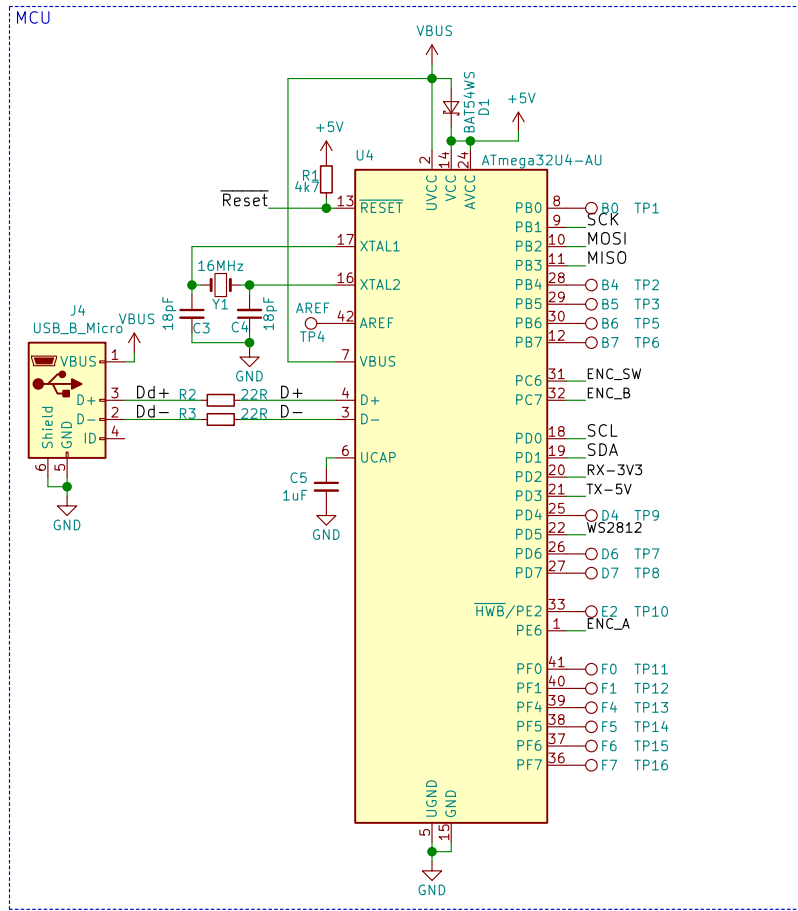 MCU
VBUS
BAT54WS
D1
+5V
+5V
U4
ATmega32U4-AU
R1
4k7
2
14
24
UVCC
VCC
AVCC
Reset
13
RESET
PB0
8
B0
TP1
PB1
9
SCK
17
XTAL1
PB2
10
MOSI
PB3
11
MISO
16MHz
Y1
16
XTAL2
PB4
28
B4
TP2
PB5
29
B5
TP3
18pF
C3
C4
18pF
AREF
TP4
42
AREF
PB6
30
B6
TP5
PB7
12
B7
TP6
GND
J4
USB_B_Micro
VBUS
VBUS
1
7
VBUS
PC6
31
ENC_SW
D+
3
Dd+
R2
22R
D+
4
D+
PC7
32
ENC_B
D-
2
Dd-
R3
22R
D-
3
D-
ID
4
Shield
GND
6
5
GND
PD0
18
SCL
6
UCAP
PD1
19
SDA
C5
1uF
GND
PD2
20
RX-3V3
PD3
21
TX-5V
PD4
25
D4
TP9
PD5
22
WS2812
PD6
26
D6
TP7
PD7
27
D7
TP8
HWB/PE2
33
E2
TP10
PE6
1
ENC_A
PF0
41
F0
TP11
PF1
40
F1
TP12
PF4
39
F4
TP13
PF5
38
F5
TP14
PF6
37
F6
TP15
PF7
36
F7
TP16
UGND
GND
5
15
GND